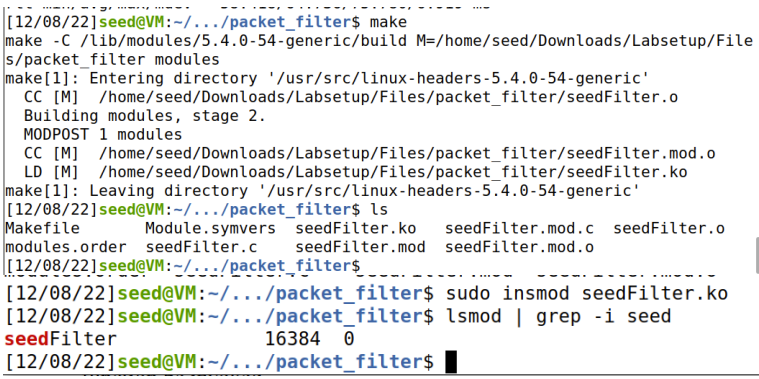 [12/08/22]seed@VM:~/.../packet_filter$ make
make -C /lib/modules/5.4.0-54-generic/build M=/home/seed/Downloads/Labsetup/File
s/packet_filter modules
make[1]: Entering directory '/usr/src/linux-headers-5.4.0-54-generic'
  CC [M]  /home/seed/Downloads/Labsetup/Files/packet_filter/seedFilter.o
  Building modules, stage 2.
  MODPOST 1 modules
  CC [M]  /home/seed/Downloads/Labsetup/Files/packet_filter/seedFilter.mod.o
  LD [M]  /home/seed/Downloads/Labsetup/Files/packet_filter/seedFilter.ko
make[1]: Leaving directory '/usr/src/linux-headers-5.4.0-54-generic'
[12/08/22]seed@VM:~/.../packet_filter$ ls
Makefile       Module.symvers  seedFilter.ko   seedFilter.mod.c  seedFilter.o
modules.order  seedFilter.c    seedFilter.mod  seedFilter.mod.o
[12/08/22]seed@VM:~/.../packet_filter$
[12/08/22]seed@VM:~/.../packet_filter$ sudo insmod seedFilter.ko
[12/08/22]seed@VM:~/.../packet_filter$ lsmod | grep -i seed
seedFilter             16384  0
[12/08/22]seed@VM:~/.../packet_filter$